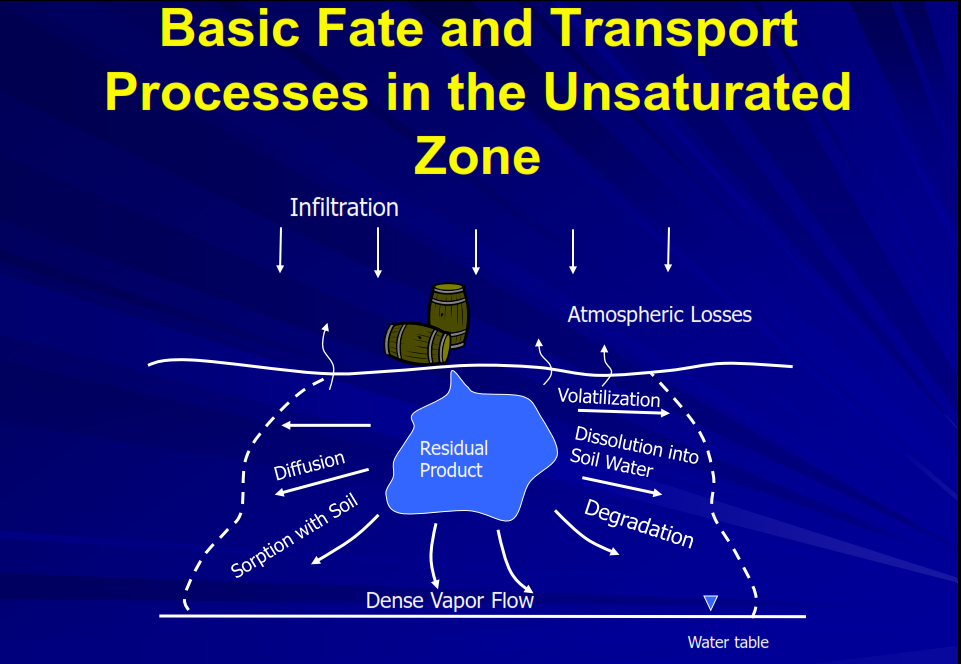 Basic Fate and Transport
Processes in the Unsaturated
Zone
Infiltration
Atmospheric Losses
Volatilization
Residual
Product
Dissolution into
Soil Water
Diffusion
Sorption with Soil
Degradation
Dense Vapor Flow
Water table